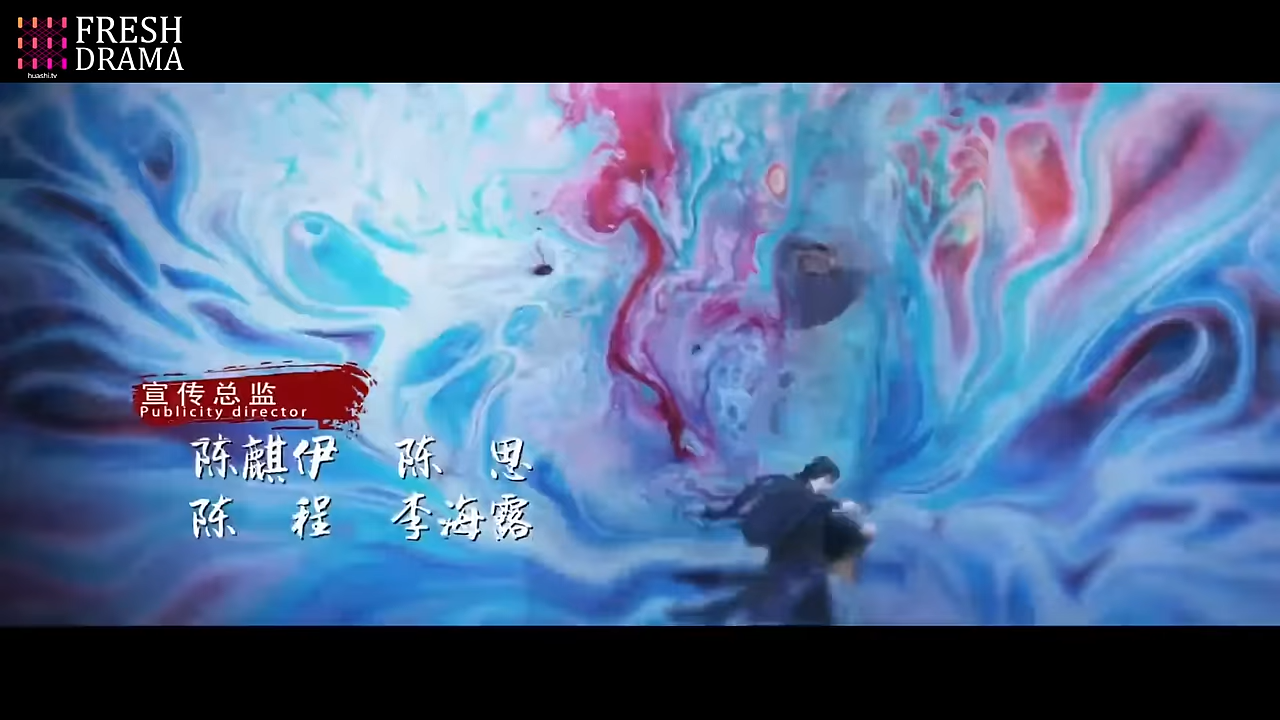 FRESH
DRAMA
huashi.tv
宣传总监
Publicity director
陈麒伊 陈 思
陈 程 李海露